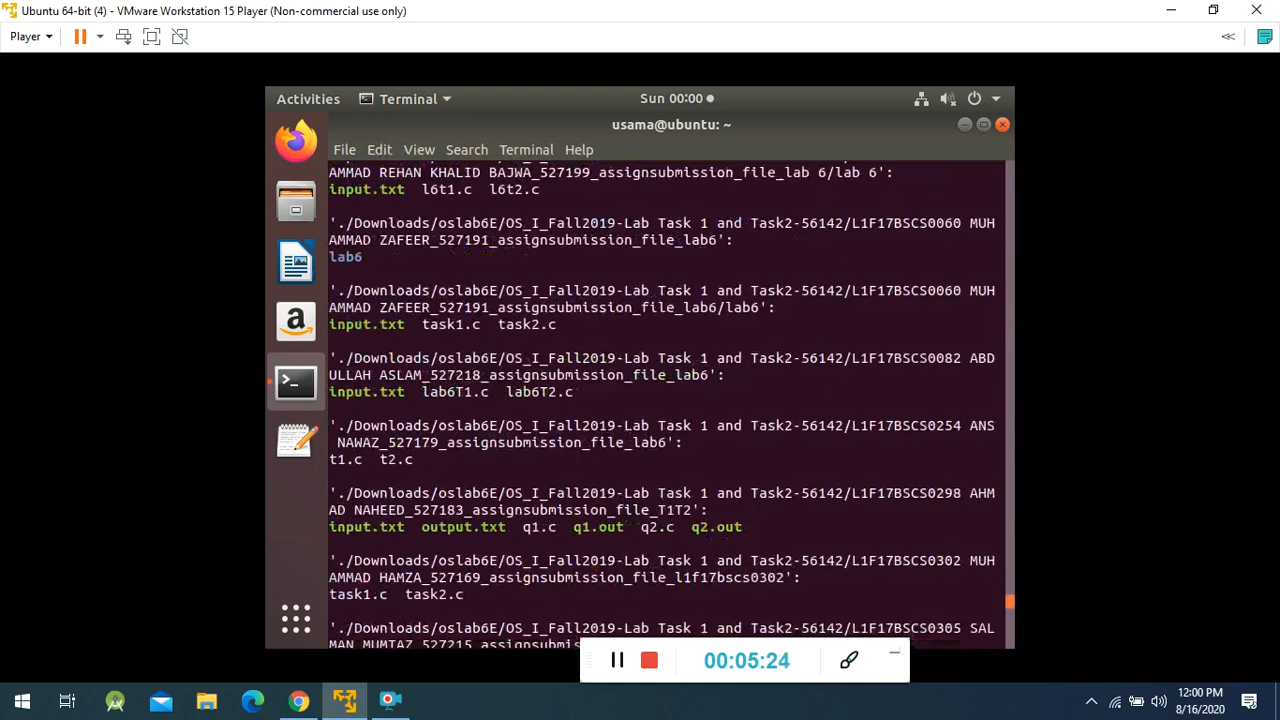 Ubuntu 64-bit (4) - VMware Workstation 15 Player (Non-commercial use only)
Player
Activities Terminal Sun 00:00
usama@ubuntu: ~
File Edit View Search Terminal Help
AMMAD REHAN KHALID BAJWA_527199_assignsubmission_file_lab 6/lab 6':
input.txt l6t1.c l6t2.c
'./Downloads/oslab6E/OS_I_Fall2019-Lab Task 1 and Task2-56142/L1F17BSCS0060 MUH
AMMAD ZAFEER_527191_assignsubmission_file_lab6':
lab6
'./Downloads/oslab6E/OS_I_Fall2019-Lab Task 1 and Task2-56142/L1F17BSCS0060 MUH
AMMAD ZAFEER_527191_assignsubmission_file_lab6/lab6':
input.txt task1.c task2.c
'./Downloads/oslab6E/OS_I_Fall2019-Lab Task 1 and Task2-56142/L1F17BSCS0082 ABD
ULLAH ASLAM_527218_assignsubmission_file_lab6':
input.txt lab6T1.c lab6T2.c
'./Downloads/oslab6E/OS_I_Fall2019-Lab Task 1 and Task2-56142/L1F17BSCS0254 ANS
NAWAZ_527179_assignsubmission_file_lab6':
t1.c t2.c
'./Downloads/oslab6E/OS_I_Fall2019-Lab Task 1 and Task2-56142/L1F17BSCS0298 AHM
AD NAHEED_527183_assignsubmission_file_T1T2':
input.txt output.txt q1.c q1.out q2.c q2.out
'./Downloads/oslab6E/OS_I_Fall2019-Lab Task 1 and Task2-56142/L1F17BSCS0302 MUH
AMMAD HAMZA_527169_assignsubmission_file_l1f17bscs0302':
task1.c task2.c
'./Downloads/oslab6E/OS_I_Fall2019-Lab Task 1 and Task2-56142/L1F17BSCS0305 SAL
MAN MUMTAZ_527215_assignsubmiss
00:05:24
12:00 PM
8/16/2020